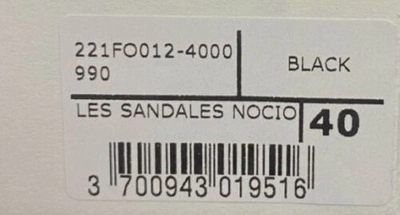 221FO012-4000
990
BLACK
LES SANDALES NOCIO
40
3 700943 019516